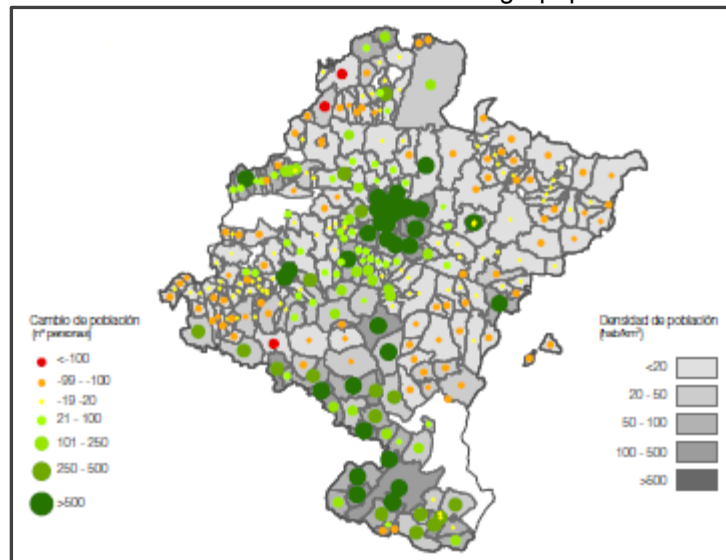 Cambio de población
(nº personas)
<-100
-99 - -100
-19 -20
21 - 100
101 - 250
250 - 500
>500
Densidad de población
(hab/km²)
<20
20 - 50
50 - 100
100 - 500
>500